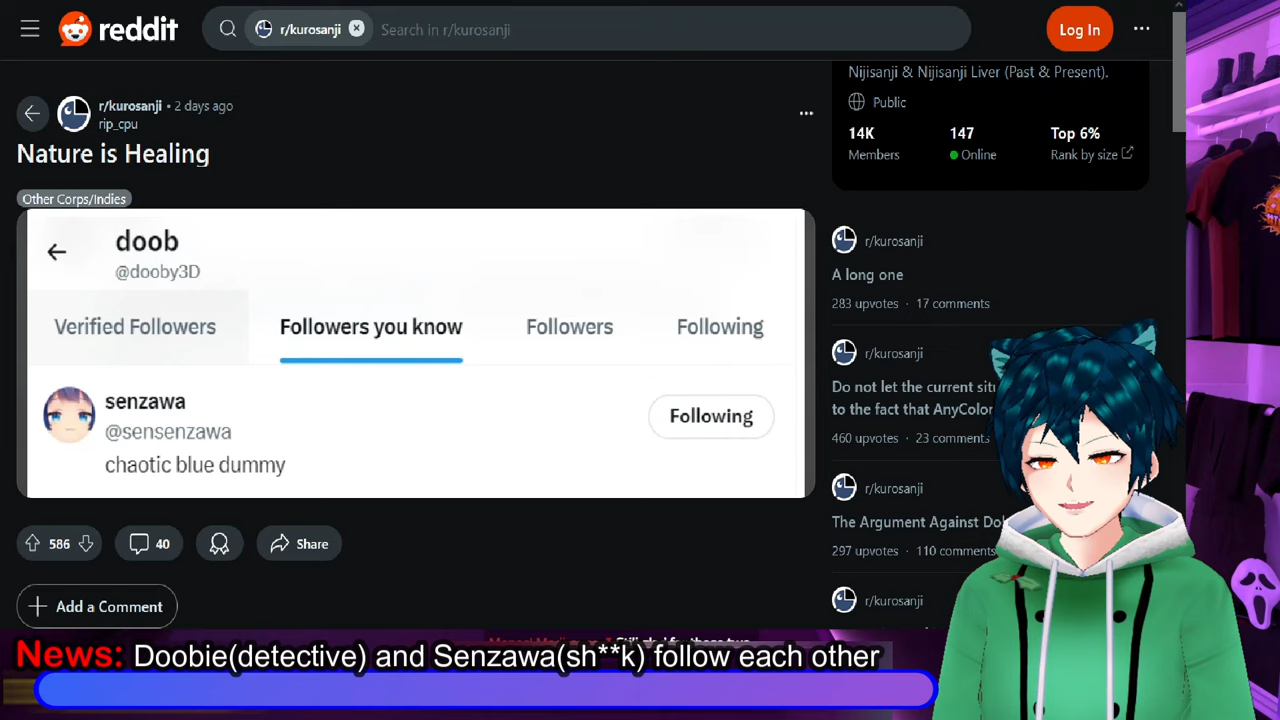 reddit
r/kurosanji
Search in r/kurosanji
Log In
r/kurosanji • 2 days ago
rip_cpu
Nature is Healing
Other Corps/Indies
doob
@dooby3D
Verified Followers
Followers you know
Followers
Following
senzawa
@sensenzawa
chaotic blue dummy
Following
586
40
Share
Add a Comment
Nijisanji & Nijisanji Liver (Past & Present).
Public
14K
Members
147
Online
Top 6%
Rank by size
r/kurosanji
A long one
283 upvotes · 17 comments
r/kurosanji
Do not let the current
to the fact that AnyColo
460 upvotes · 23 comments
r/kurosanji
The Argument Against
297 upvotes · 110 comments
r/kurosanji
News: Doobie(detective) and Senzawa(sh**k) follow each other